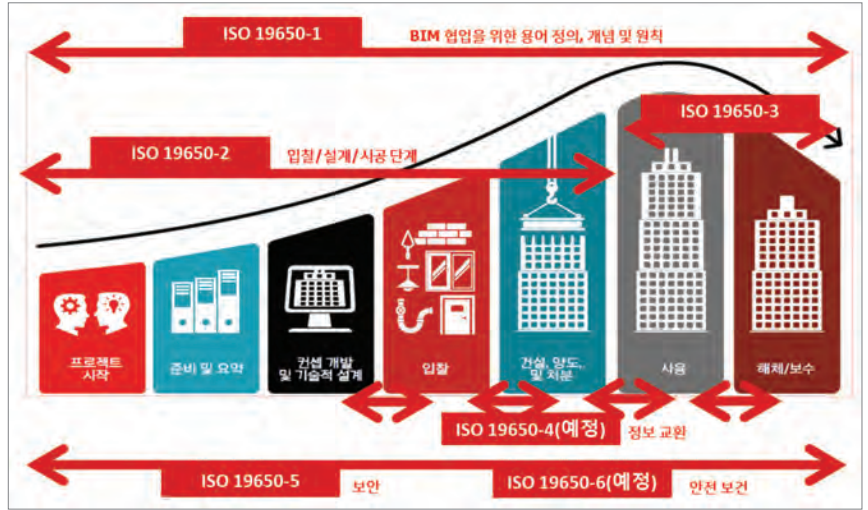 ISO 19650-1
BIM 협업을 위한 용어 정의, 개념 및 원칙
ISO 19650-3
ISO 19650-2
입찰/설계/시공 단계
프로젝트
시작
준비 및 요약
컨셉 개발
및 기술적 설계
입찰
건설, 양도,
및 처분
사용
해체/보수
ISO 19650-4(예정)
정보 교환
ISO 19650-5
보안
ISO 19650-6(예정)
안전 보건